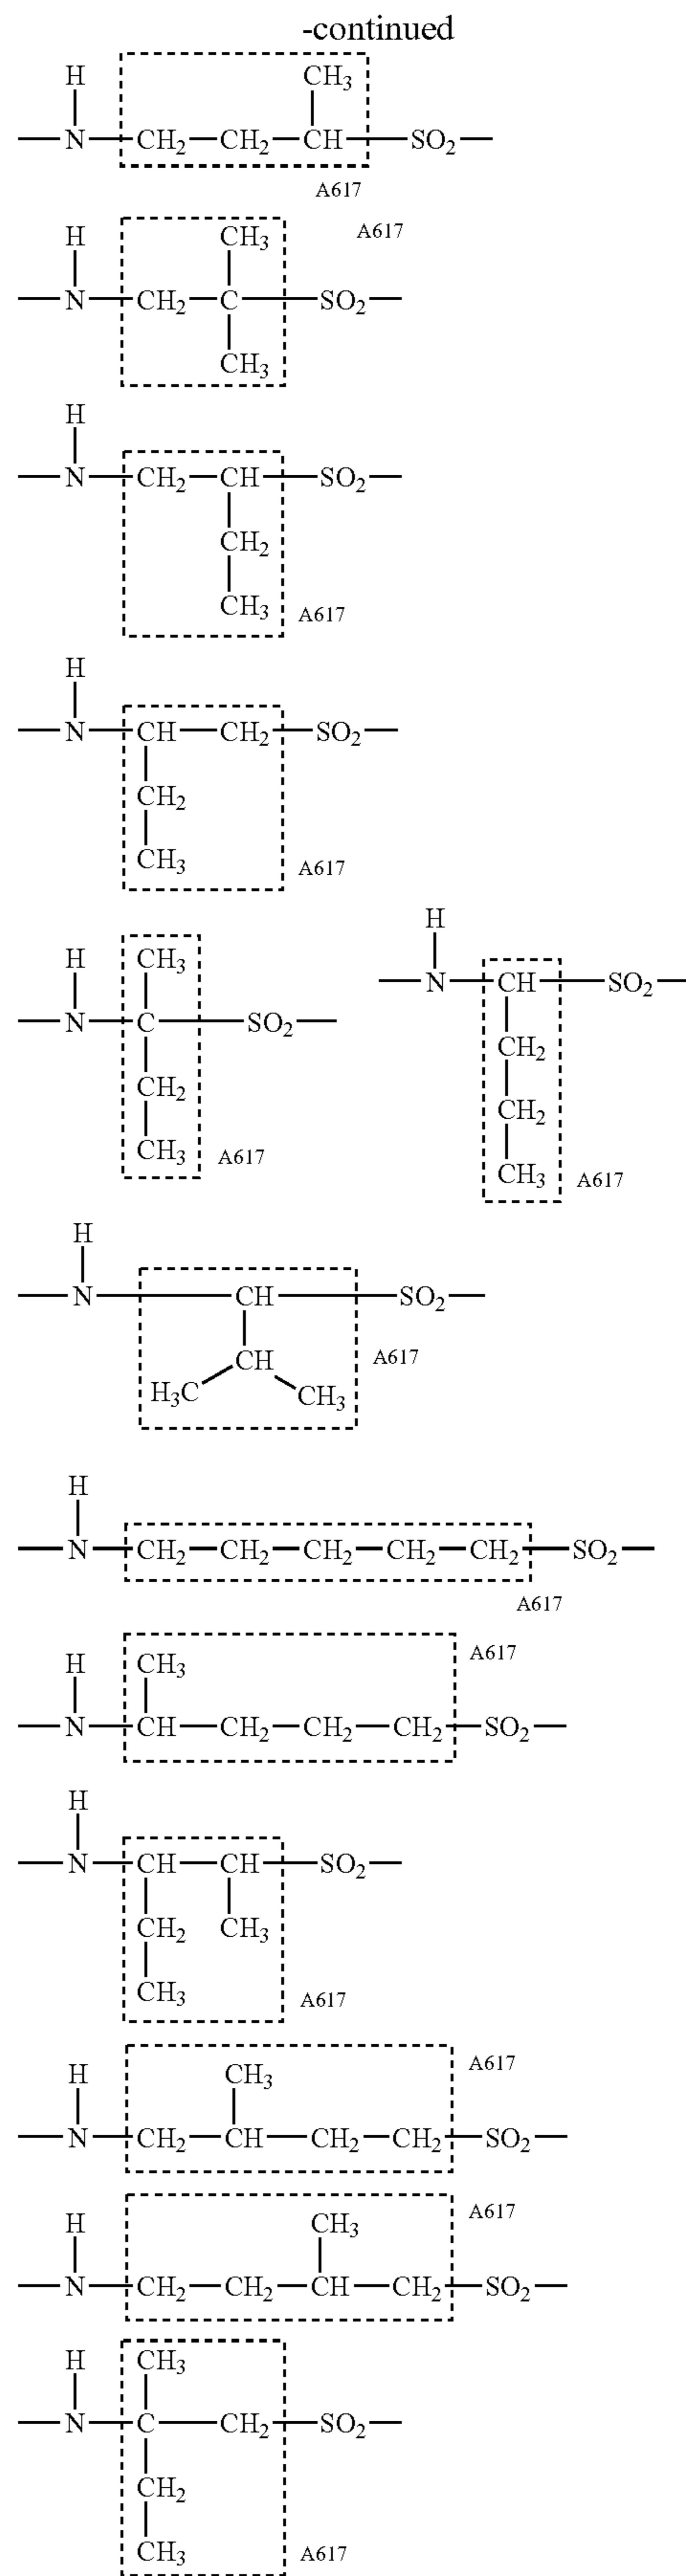 -continued
H CH₃
N CH₂ CH₂ CH SO₂
A617
H CH₃ A617
N CH₂ C SO₂
CH₃
H
N CH₂ CH SO₂
CH₂
CH₃ A617
H
N CH CH₂ SO₂
CH₂
CH₃ A617
H CH₃
N C SO₂
CH₂
CH₃ A617
H
N CH SO₂
CH₂
CH₂
CH₃ A617
H
N CH SO₂
CH A617
H₃C CH₃
H
N CH₂ CH₂ CH₂ CH₂ CH₂ SO₂
A617
H CH₃ A617
N CH CH₂ CH₂ CH₂ SO₂
H
N CH CH SO₂
CH₂ CH₃
CH₃ A617
H CH₃ A617
N CH₂ CH CH₂ CH₂ SO₂
H CH₃ A617
N CH₂ CH₂ CH CH₂ SO₂
H CH₃
N C CH₂ SO₂
CH₂
CH₃ A617